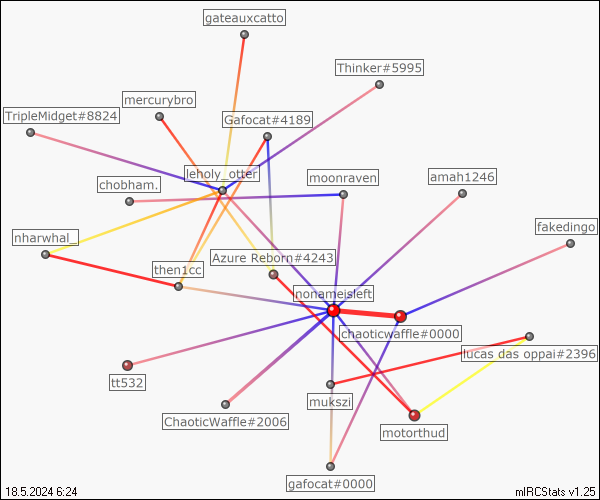 gateauxcatto
Thinker#5995
mercurybro
TripleMidget#8824
Gafocat#4189
jeholy_otter
moonraven
amah1246
chobham.
nharwhal_
fakedingo
Azure Reborn#4243
then1cc
nonameisleft
chaoticwaffle#0000
lucas das oppai#2396
tt532
mukszi
ChaoticWaffle#2006
motorthud
gafocat#0000
18.5.2024 6:24
mIRCStats v1.25